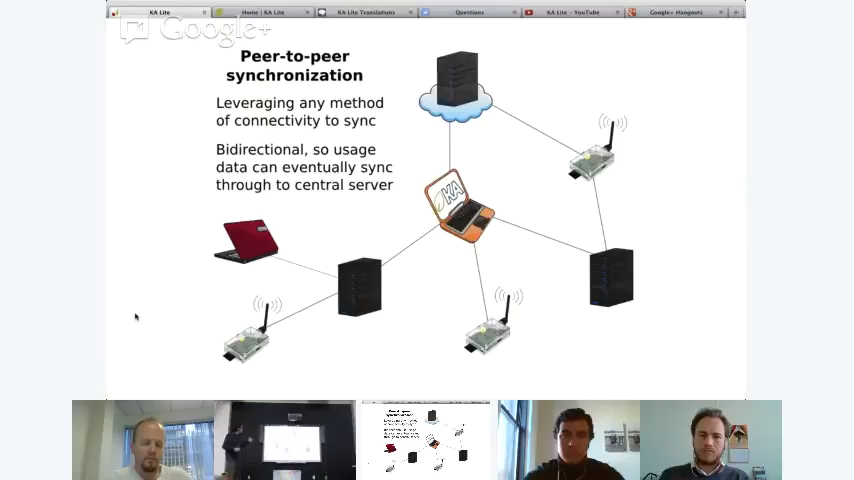 KA Lite
Home | KA Lite
KA Lite Translations
Questions
KA Lite - YouTube
Google+ Hangouts
Google+
Peer-to-peer
synchronization
Leveraging any method
of connectivity to sync
Bidirectional, so usage
data can eventually sync
through to central server
KA